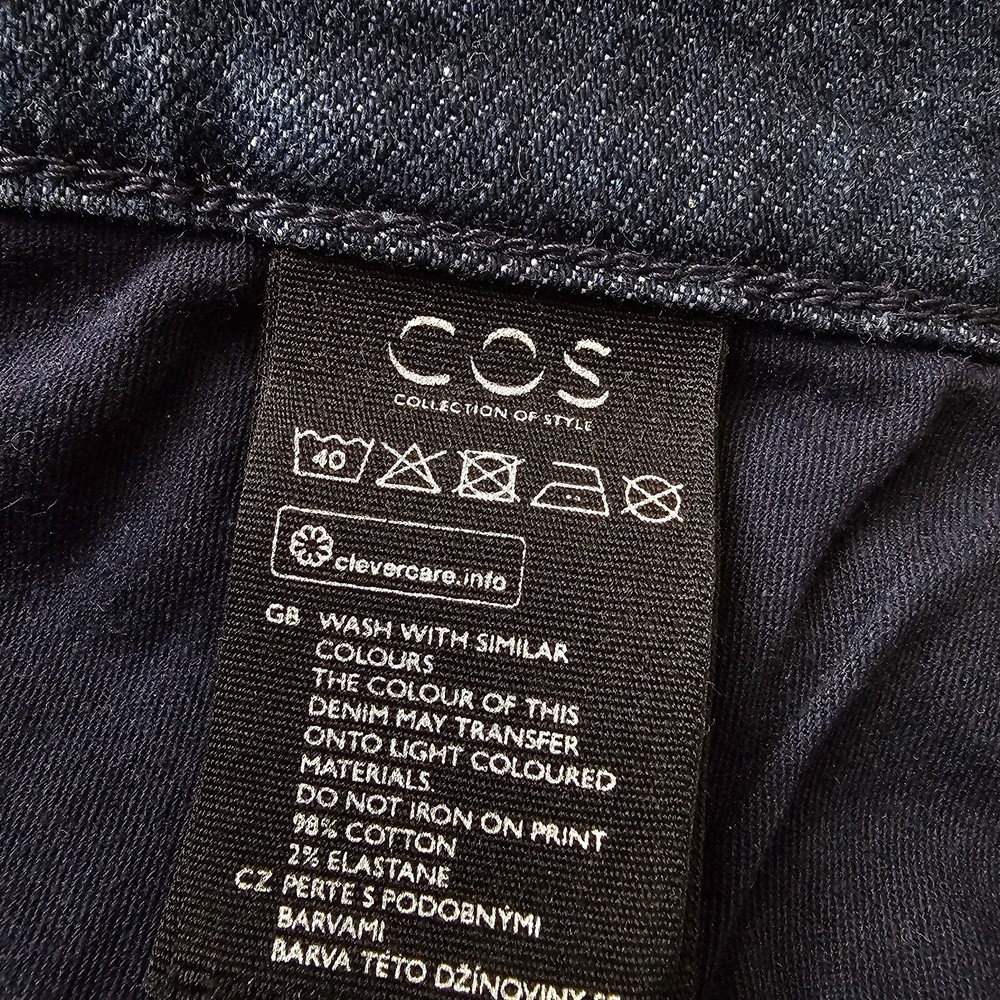 COS
COLLECTION OF STYLE
40
clevercare.info
GB WASH WITH SIMILAR
COLOURS
THE COLOUR OF THIS
DENIM MAY TRANSFER
ONTO LIGHT COLOURED
MATERIALS.
DO NOT IRON ON PRINT
98% COTTON
2% ELASTANE
CZ PERTE S PODOBNÝMI
BARVAMI
BARVA TÉTO DŽÍNOVINY SE